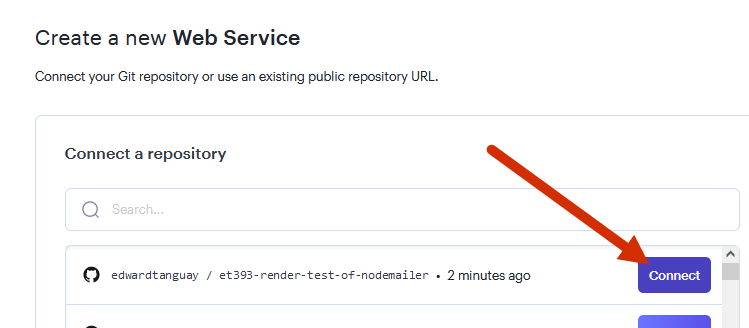 Create a new Web Service
Connect your Git repository or use an existing public repository URL.
Connect a repository
Search...
edwardtanguay / et393-render-test-of-nodemailer • 2 minutes ago
Connect